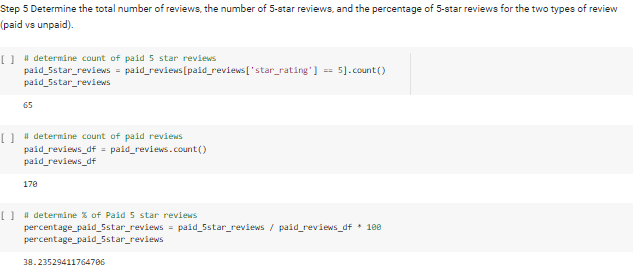 Step 5 Determine the total number of reviews, the number of 5-star reviews, and the percentage of 5-star reviews for the two types of review
(paid vs unpaid).
[ ] # determine count of paid 5 star reviews
paid_5star_reviews = paid_reviews[paid_reviews['star_rating'] == 5].count()
paid_5star_reviews
65
[ ] # determine count of paid reviews
paid_reviews_df = paid_reviews.count()
paid_reviews_df
170
[ ] # determine % of Paid 5 star reviews
percentage_paid_5star_reviews = paid_5star_reviews / paid_reviews_df * 100
percentage_paid_5star_reviews
38.23529411764706